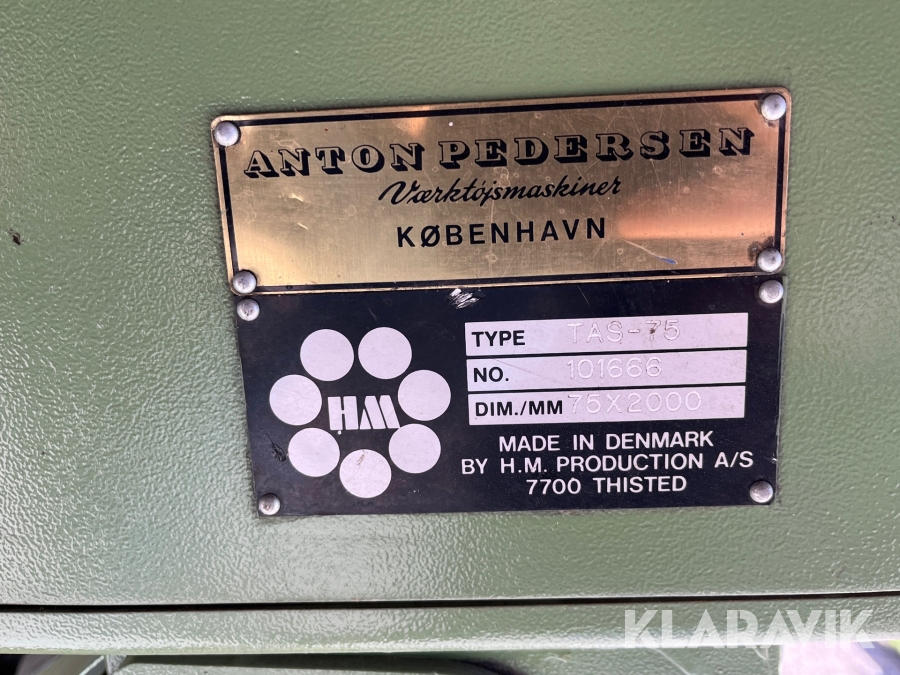 ANTON PEDERSEN
Værktöjsmaskiner
KØBENHAVN
HM
TYPE TAS-75
NO. 101666
DIM./MM 75X2000
MADE IN DENMARK
BY H.M. PRODUCTION A/S
7700 THISTED
KLARAVIK